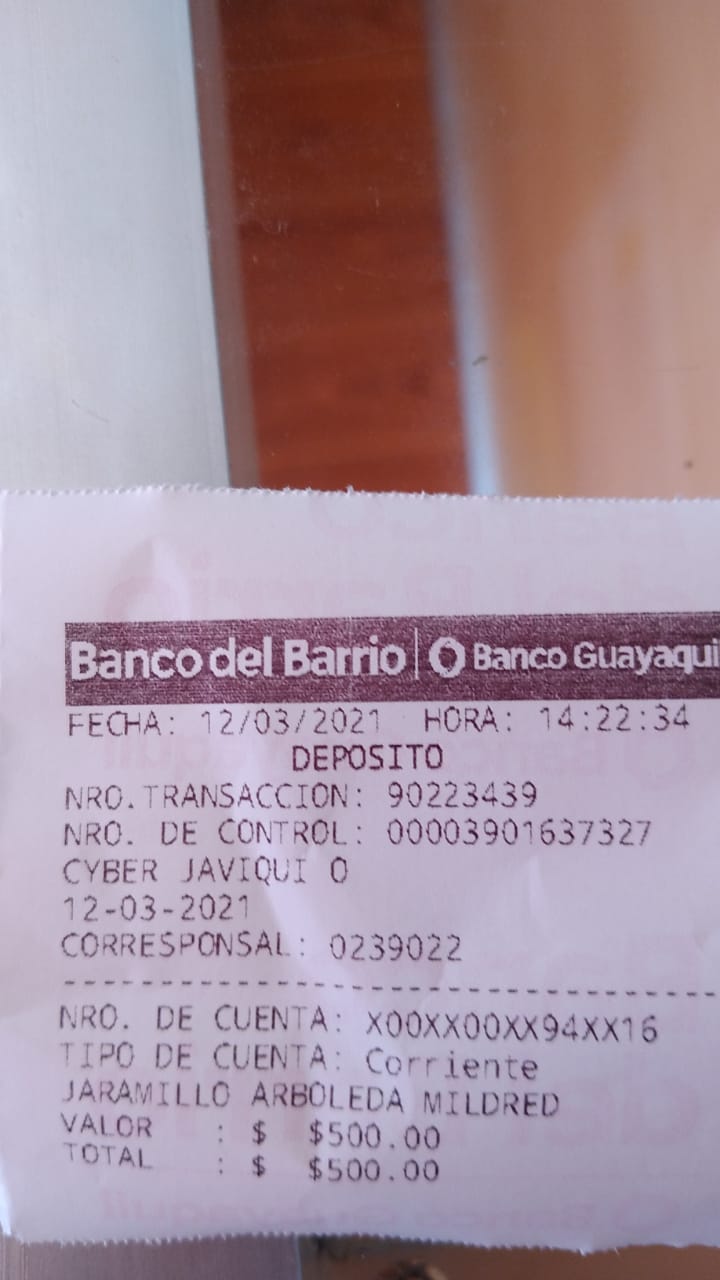 Banco del Barrio | Banco Guayaqui
FECHA: 12/03/2021 HORA: 14:22:34
DEPOSITO
NRO.TRANSACCION: 90223439
NRO. DE CONTROL: 00003901637327
CYBER JAVIQUI O
12-03-2021
CORRESPONSAL: 0239022
--------------------------------------
NRO. DE CUENTA: X00XX00XX94XX16
TIPO DE CUENTA: Corriente
JARAMILLO ARBOLEDA MILDRED
VALOR : $ $500.00
TOTAL : $ $500.00